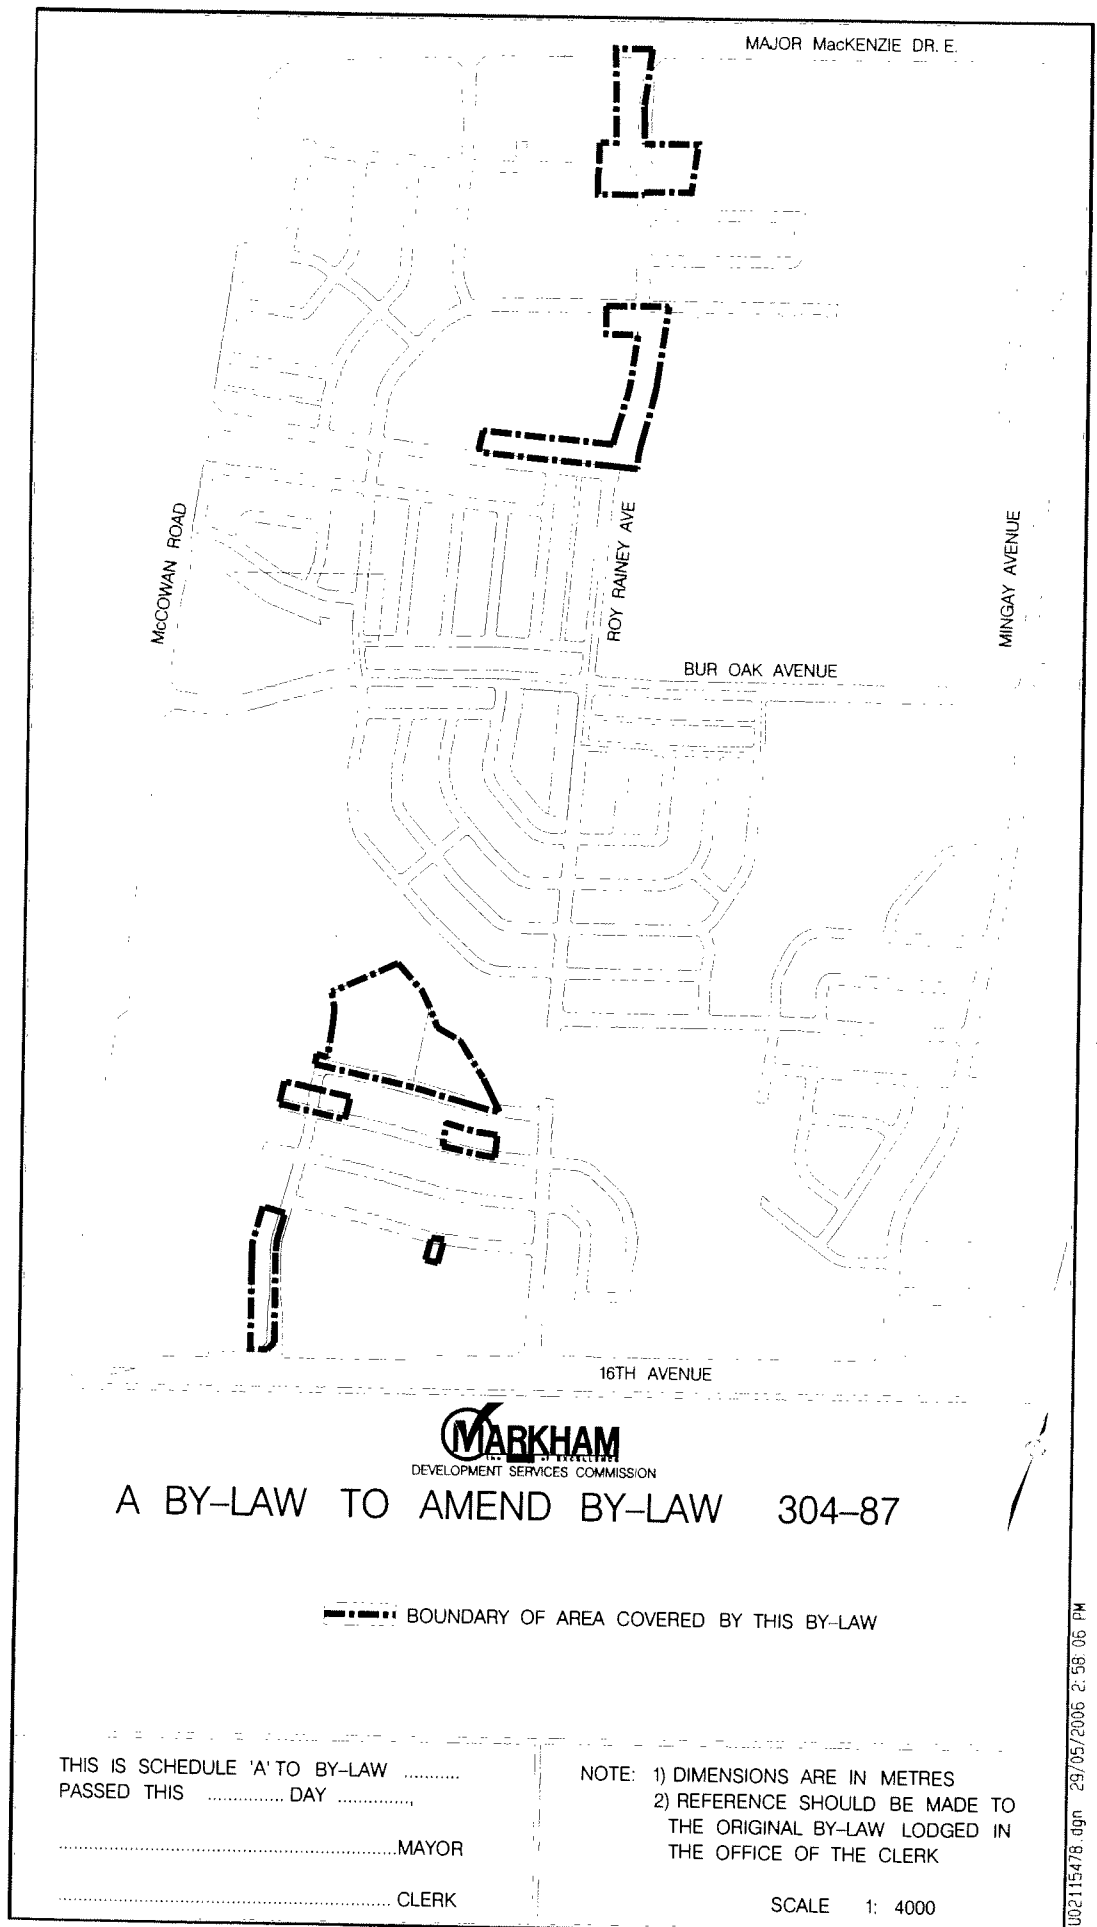 MAJOR MacKENZIE DR. E.
McCOWAN ROAD
ROY RAINEY AVE
MINGAY AVENUE
BUR OAK AVENUE
16TH AVENUE
MARKHAM
DEVELOPMENT SERVICES COMMISSION
A BY-LAW TO AMEND BY-LAW 304-87
BOUNDARY OF AREA COVERED BY THIS BY-LAW
THIS IS SCHEDULE 'A' TO BY-LAW ..........
PASSED THIS .............. DAY ..............,
.......................................................MAYOR
...................................................... CLERK
NOTE: 1) DIMENSIONS ARE IN METRES
2) REFERENCE SHOULD BE MADE TO
THE ORIGINAL BY-LAW LODGED IN
THE OFFICE OF THE CLERK
SCALE 1: 4000
U02115478.dgn 29/05/2006 2:58:06 PM